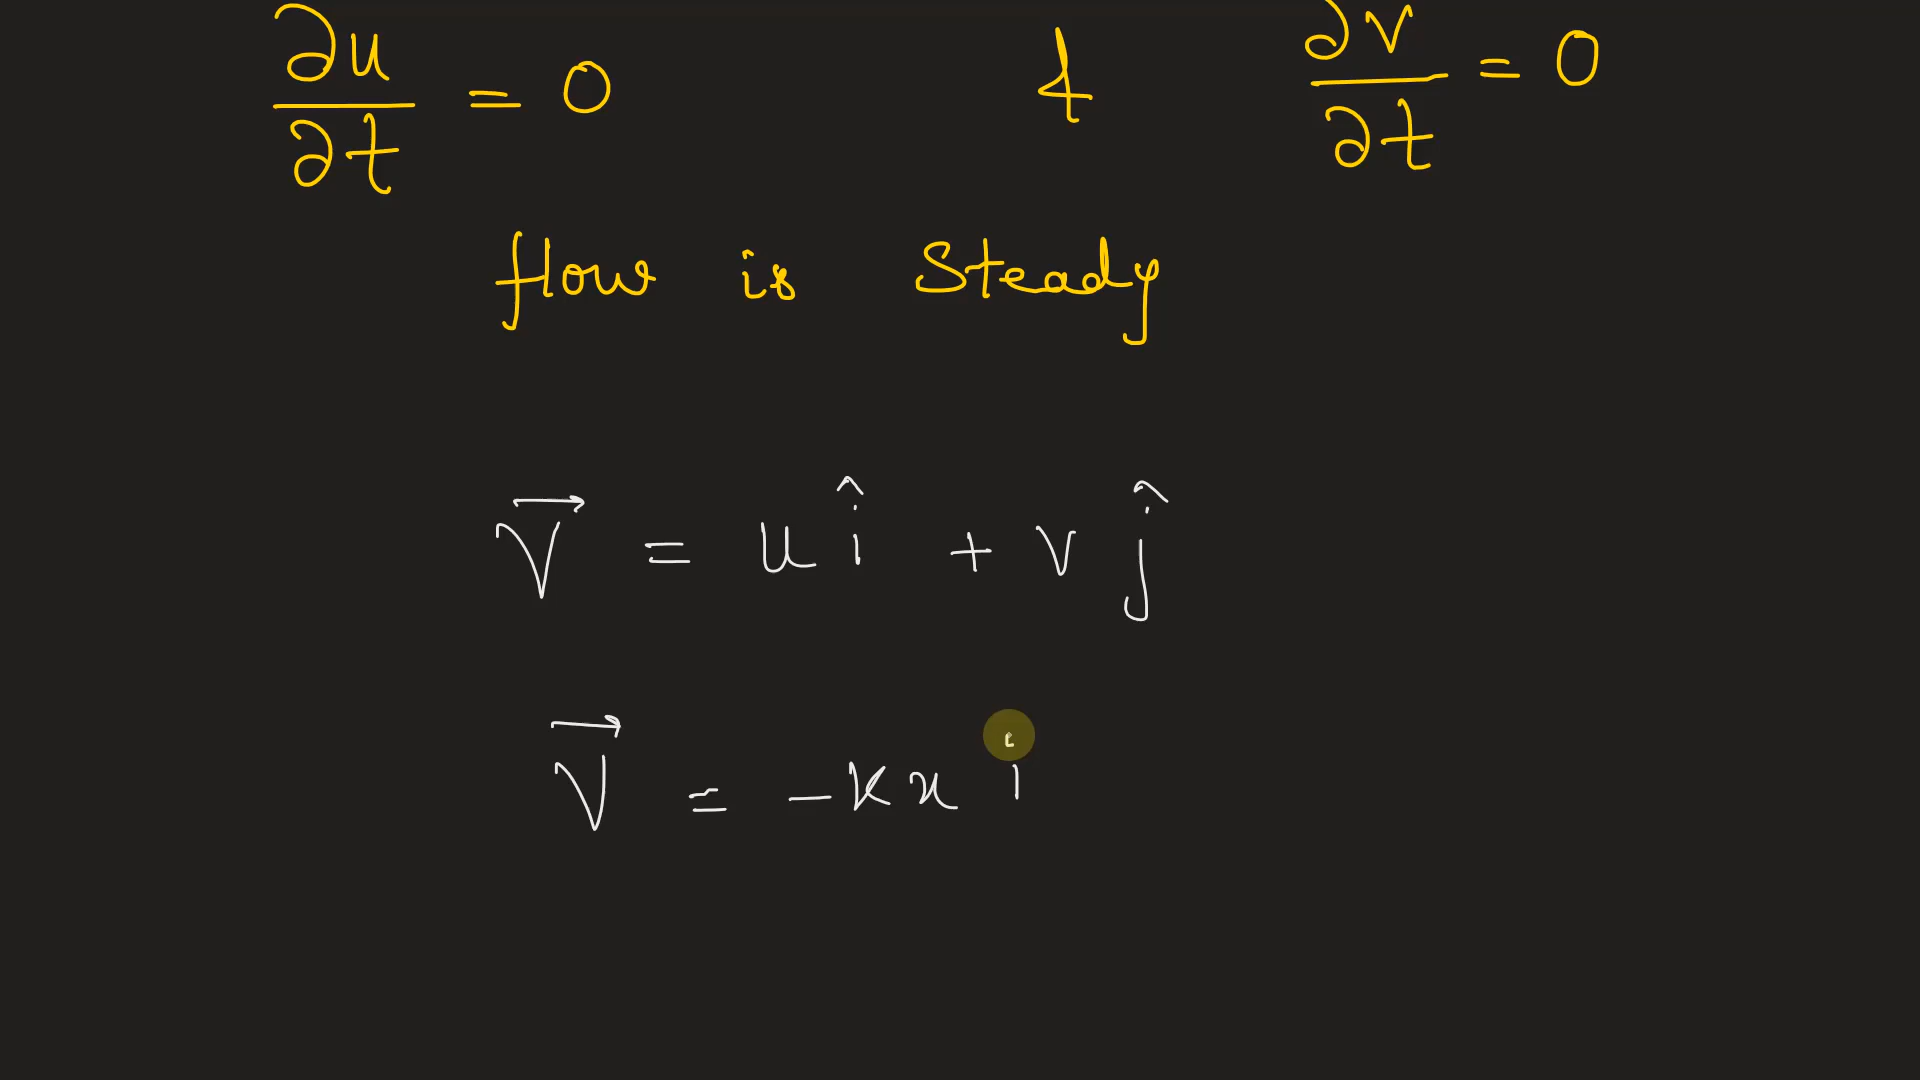 ∂u/∂t = 0 & ∂v/∂t = 0
flow is Steady
V⃗ = u î + v ĵ
V⃗ = -Kx i